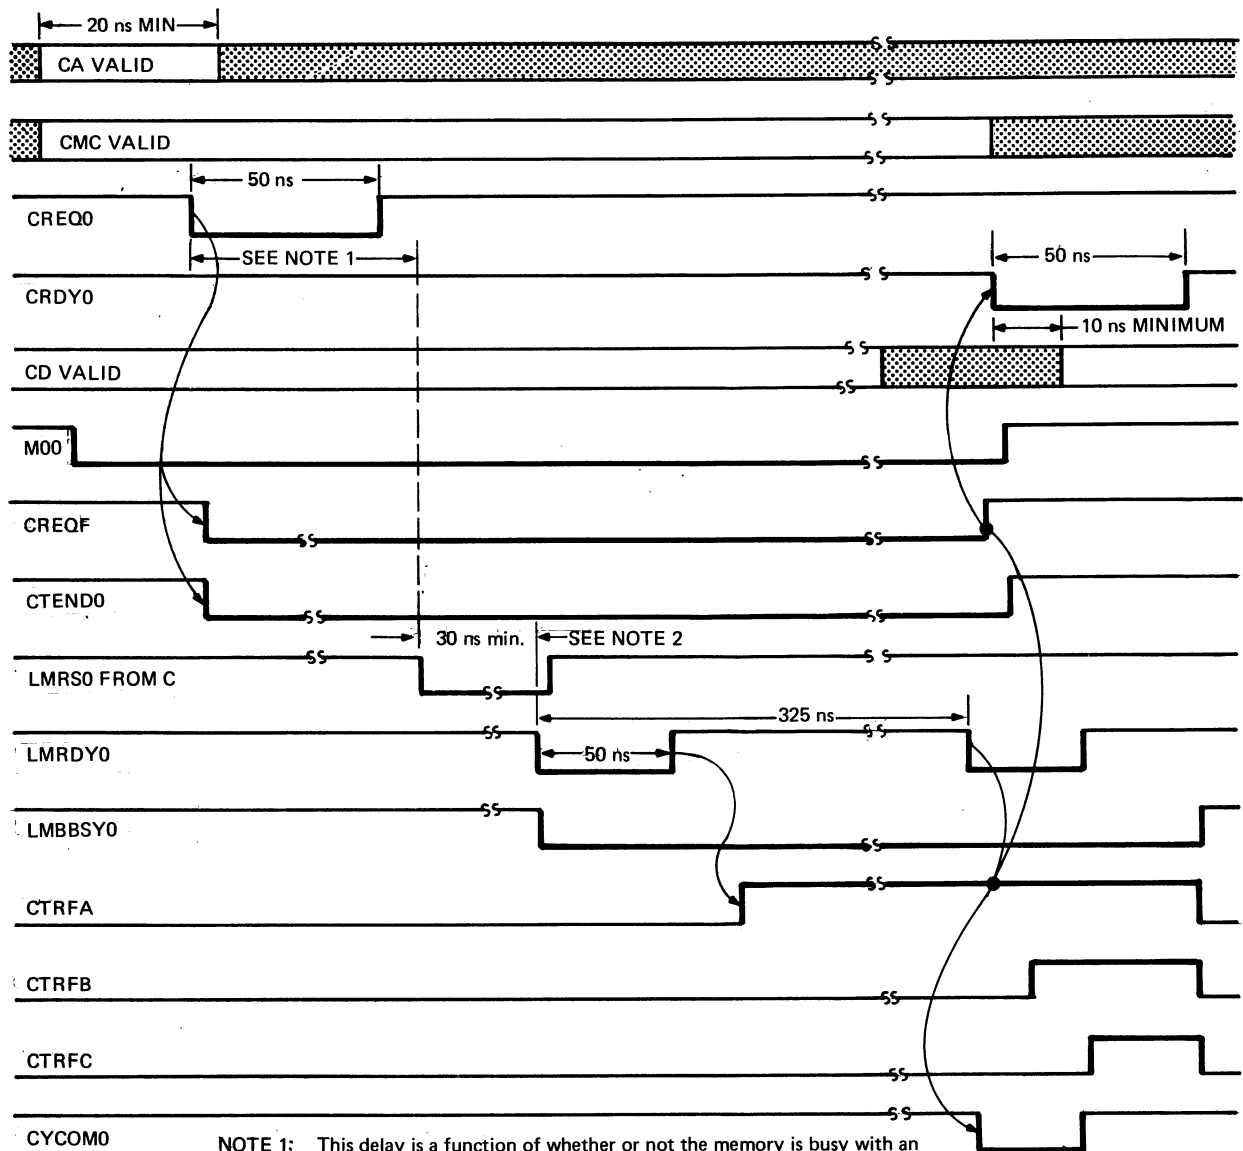 20 ns MIN
CA VALID
CMC VALID
50 ns
CREQ0
SEE NOTE 1
50 ns
CRDY0
10 ns MINIMUM
CD VALID
M00
CREQF
CTEND0
30 ns min.
SEE NOTE 2
LMRS0 FROM C
325 ns
LMRDY0
50 ns
LMBBSY0
CTRFA
CTRFB
CTRFC
CYCOM0
NOTE 1: This delay is a function of whether or not the memory is busy with an